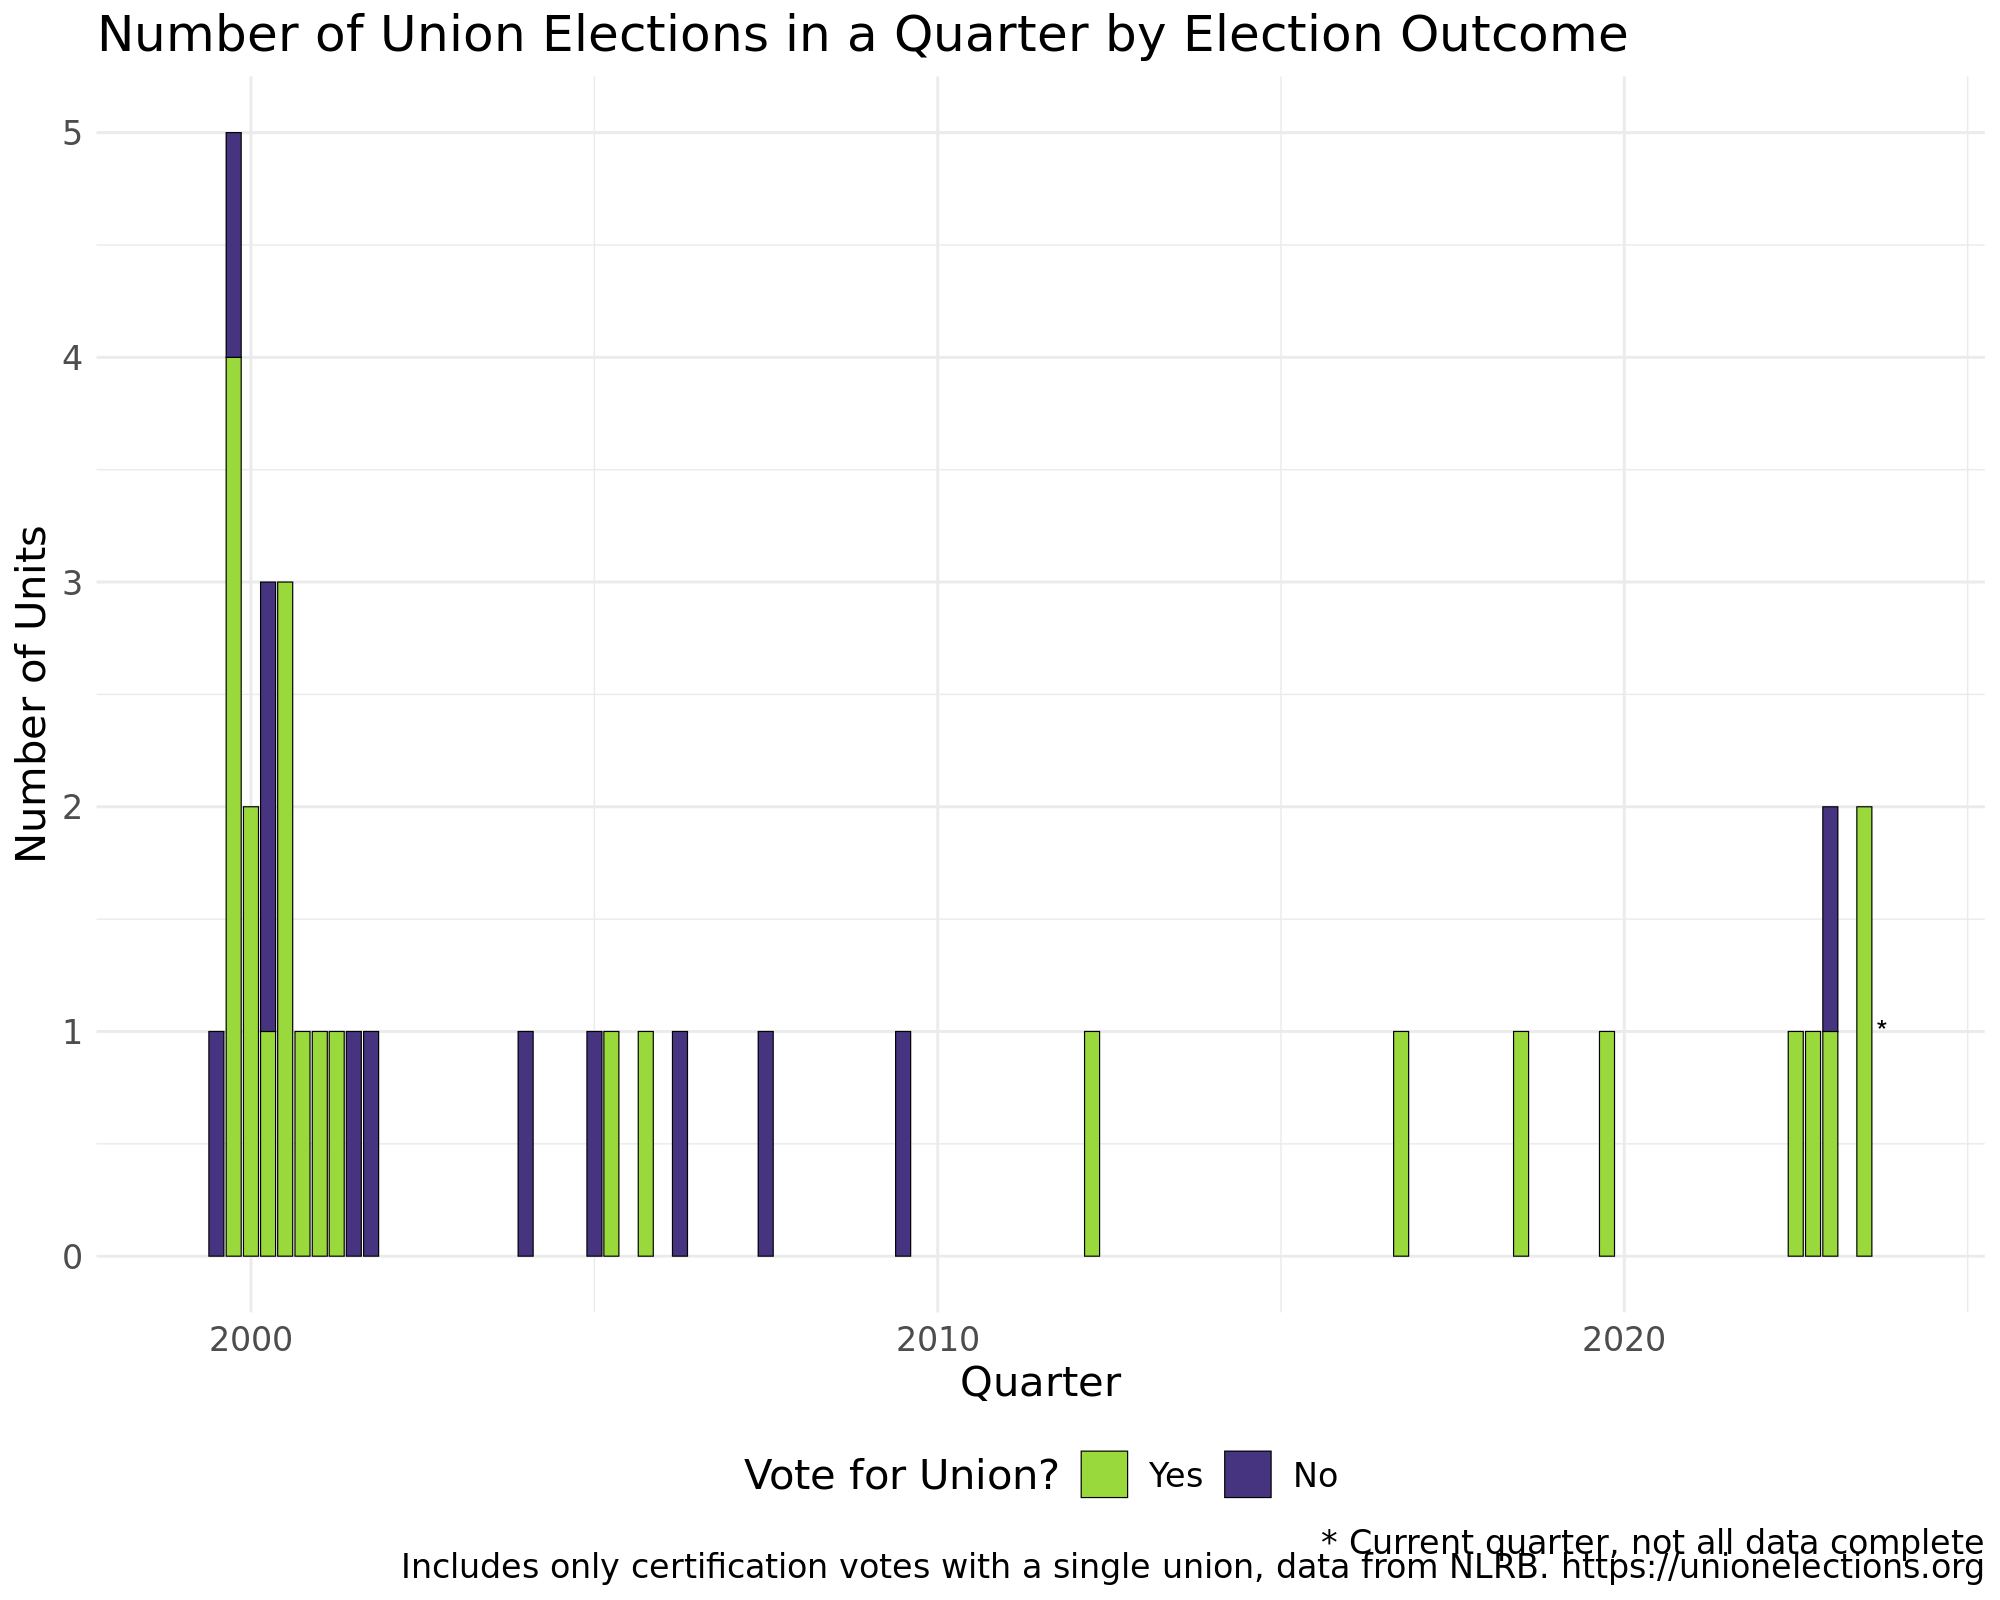 Number of Union Elections in a Quarter by Election Outcome
5
4
3
2
1
0
Number of Units
*
2000 2010 2020
Quarter
Vote for Union? Yes No
* Current quarter, not all data complete
Includes only certification votes with a single union, data from NLRB. https://unionelections.org